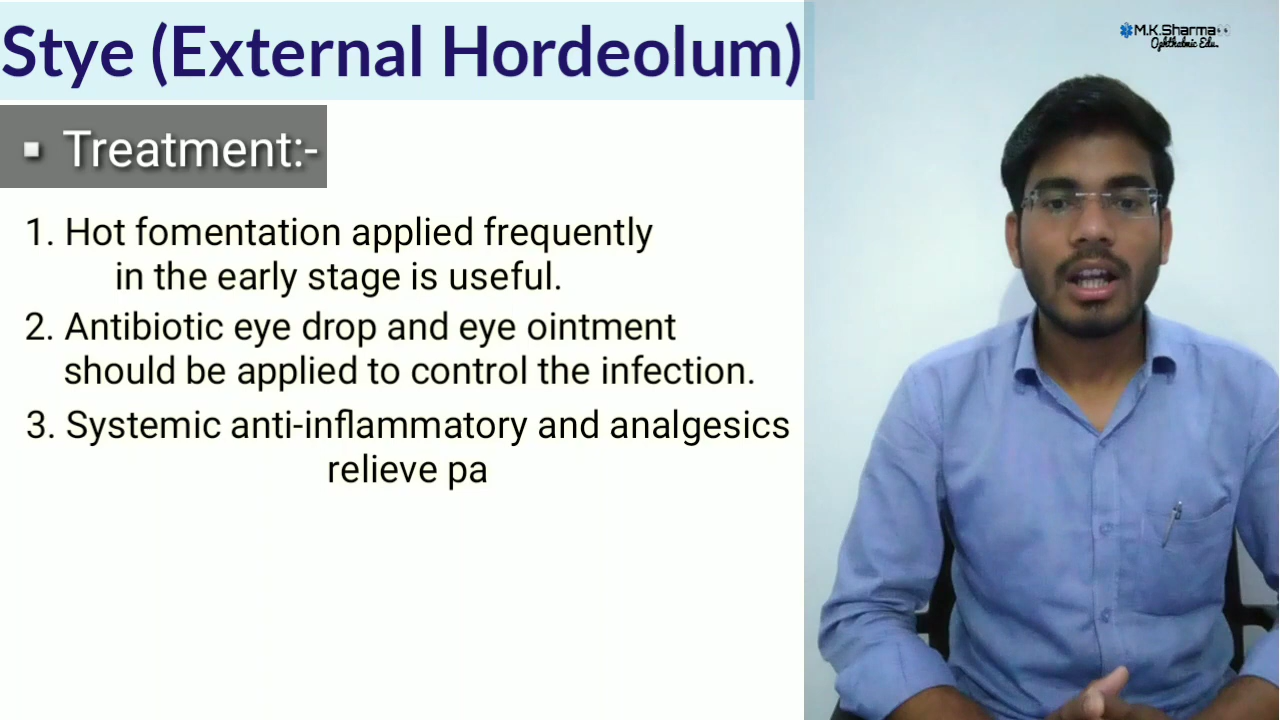 Stye (External Hordeolum)
M.K.Sharma
Ophthalmic Edu.
▪ Treatment:-
1. Hot fomentation applied frequently
in the early stage is useful.
2. Antibiotic eye drop and eye ointment
should be applied to control the infection.
3. Systemic anti-inflammatory and analgesics
relieve pa